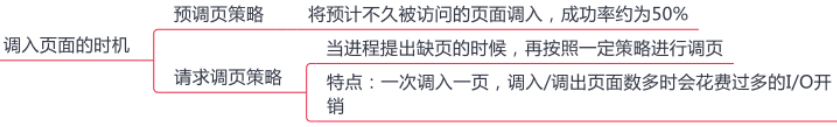 预调页策略
将预计不久被访问的页面调入，成功率约为50%
调入页面的时机
当进程提出缺页的时候，再按照一定策略进行调页
请求调页策略
特点：一次调入一页，调入/调出页面数多时会花费过多的I/O开
销